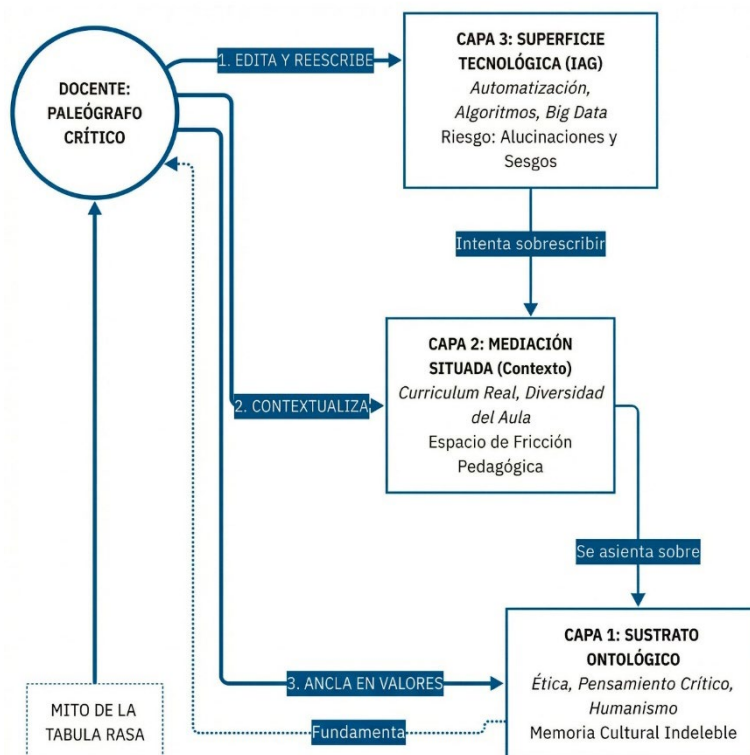 DOCENTE:
PALEÓGRAFO
CRÍTICO
1. EDITA Y REESCRIBE
CAPA 3: SUPERFICIE
TECNOLÓGICA (IAG)
Automatización,
Algoritmos, Big Data
Riesgo: Alucinaciones y
Sesgos
Intenta sobrescribir
2. CONTEXTUALIZA
CAPA 2: MEDIACIÓN
SITUADA (Contexto)
Curriculum Real, Diversidad
del Aula
Espacio de Fricción
Pedagógica
Se asienta sobre
3. ANCLA EN VALORES
CAPA 1: SUSTRATO
ONTOLÓGICO
Ética, Pensamiento Crítico,
Humanismo
Memoria Cultural Indeleble
Fundamenta
MITO DE LA
TABULA RASA